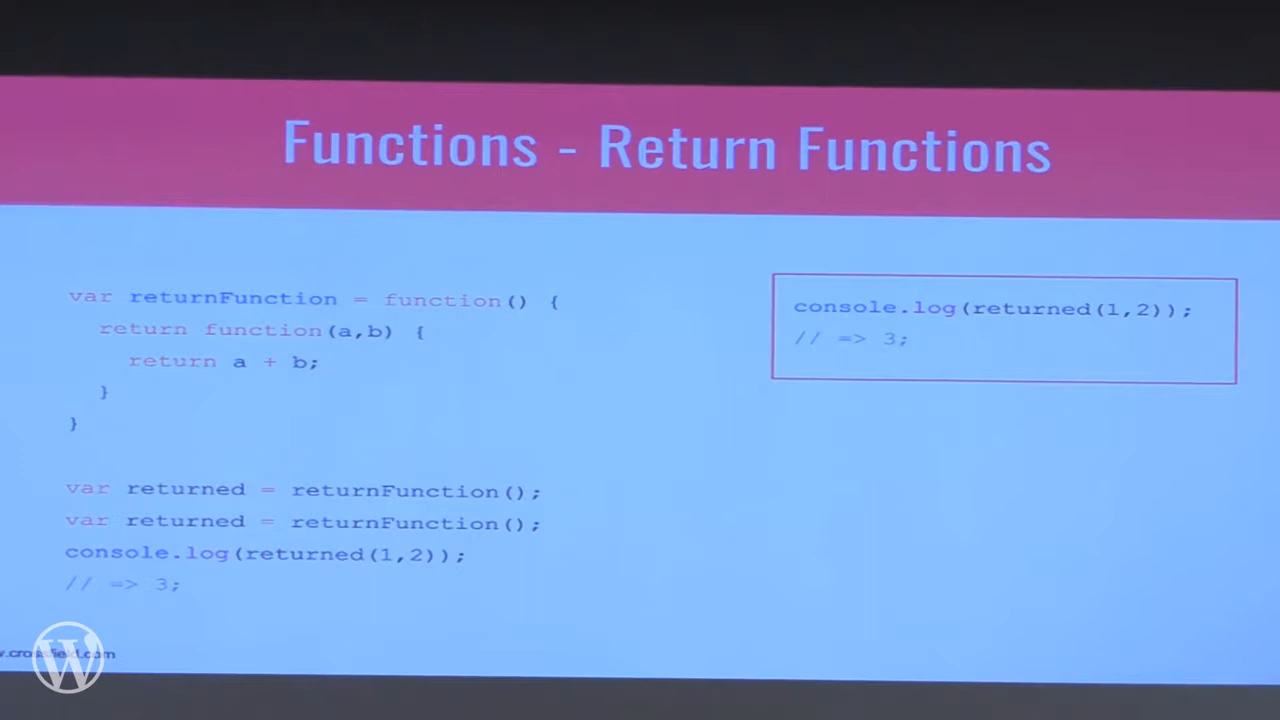 Functions - Return Functions
var returnFunction = function() {
return function(a,b) {
return a + b;
}
}
var returned = returnFunction();
var returned = returnFunction();
console.log(returned(1,2));
// => 3;
console.log(returned(1,2));
// => 3;